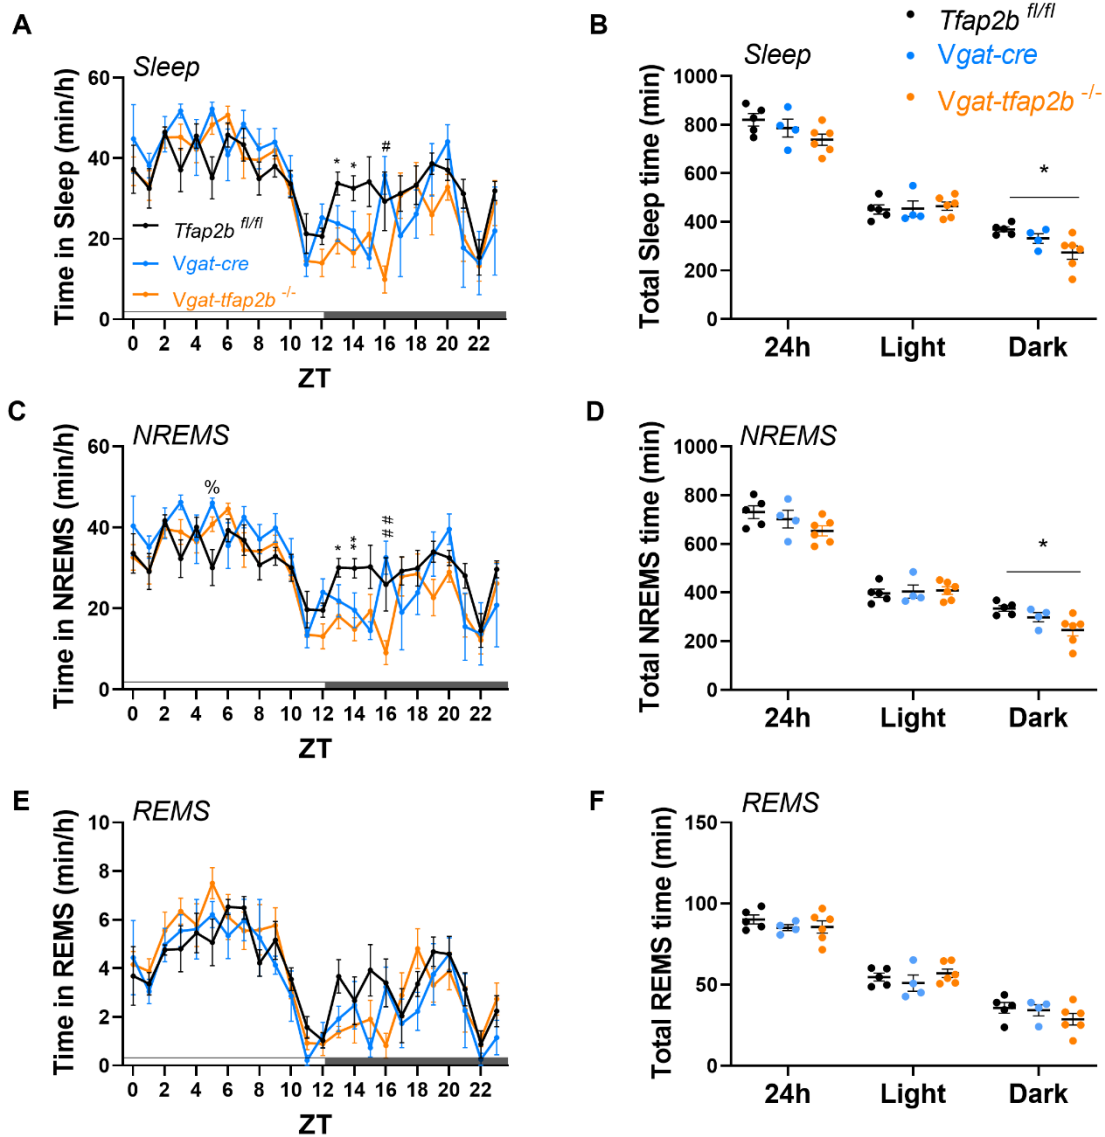 A
Sleep
Time in Sleep (min/h)
60
40
20
0
* * #
Tfap2b fl/fl
Vgat-cre
Vgat-tfap2b -/-
0 2 4 6 8 10 12 14 16 18 20 22
ZT
B
Sleep
Tfap2b fl/fl
Vgat-cre
Vgat-tfap2b -/-
Total Sleep time (min)
1000
800
600
400
200
0
*
24h Light Dark
C
NREMS
Time in NREMS (min/h)
60
40
20
0
% * ** ##
0 2 4 6 8 10 12 14 16 18 20 22
ZT
D
NREMS
Total NREMS time (min)
1000
800
600
400
200
0
*
24h Light Dark
E
REMS
Time in REMS (min/h)
10
8
6
4
2
0
0 2 4 6 8 10 12 14 16 18 20 22
ZT
F
REMS
Total REMS time (min)
150
100
50
0
24h Light Dark